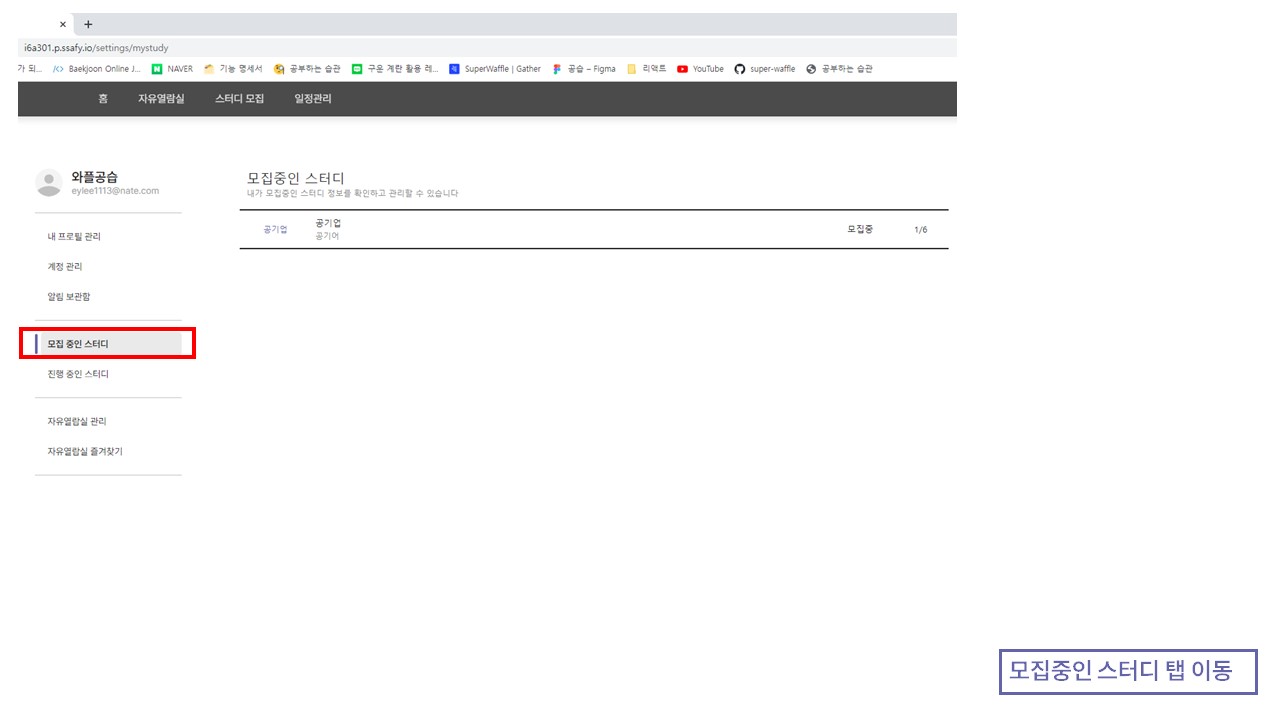 × +
i6a301.p.ssafy.io/settings/mystudy
가 되... </> Baekjoon Online J... N NAVER 기능 명세서 공부하는 습관 구운 계란 활용 레... SuperWaffle | Gather 공습 – Figma 리액트 YouTube super-waffle 공부하는 습관
홈 자유열람실 스터디 모집 일정관리
와플공습
eylee1113@nate.com
내 프로필 관리
계정 관리
알림 보관함
모집 중인 스터디
진행 중인 스터디
자유열람실 관리
자유열람실 즐겨찾기
모집중인 스터디
내가 모집중인 스터디 정보를 확인하고 관리할 수 있습니다
공기업 공기업 모집중 1/6
공기어
모집중인 스터디 탭 이동